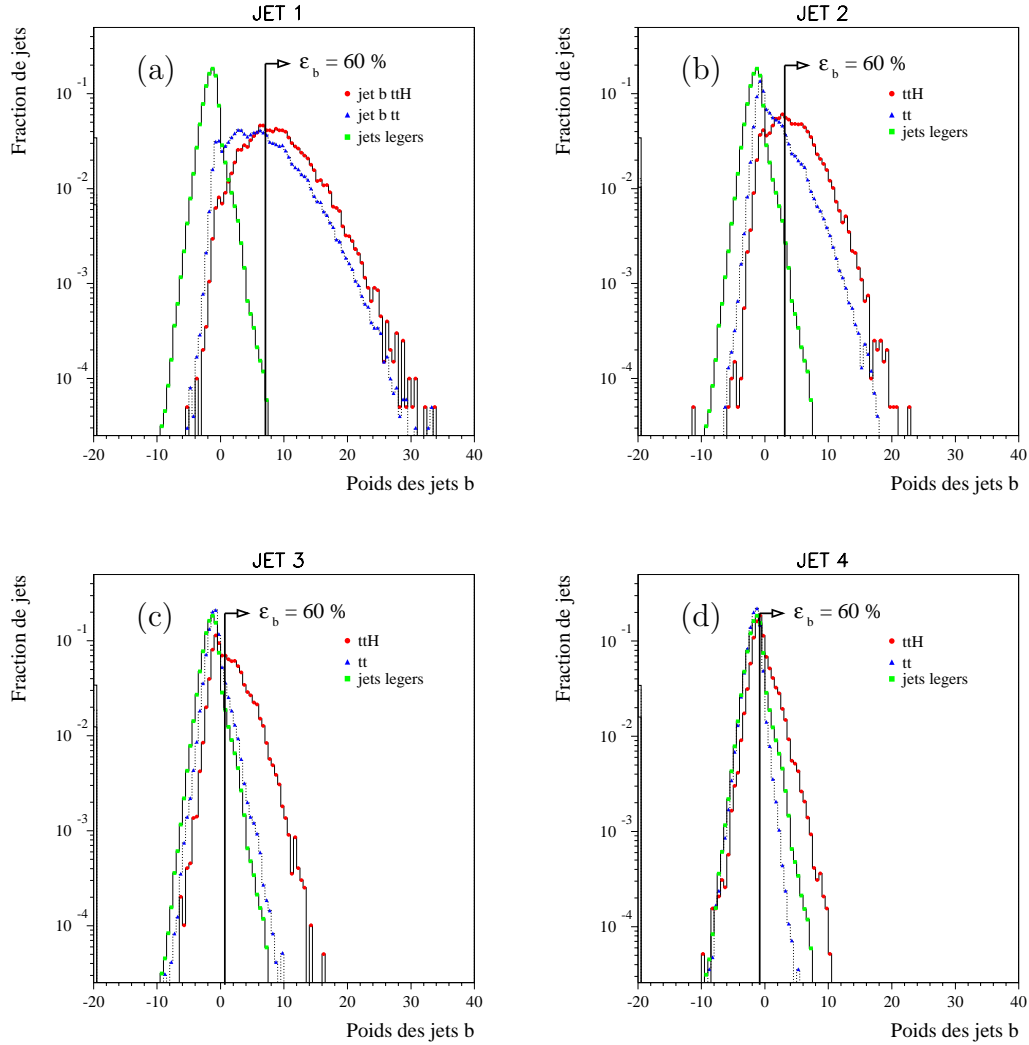 JET 1
Fraction de jets
(a)
ε b = 60 %
jet b ttH
jet b tt
jets legers
10 -1
10 -2
10 -3
10 -4
-20 -10 0 10 20 30 40
Poids des jets b
JET 2
Fraction de jets
(b)
ε b = 60 %
ttH
tt
jets legers
10 -1
10 -2
10 -3
10 -4
-20 -10 0 10 20 30 40
Poids des jets b
JET 3
Fraction de jets
(c)
ε b = 60 %
ttH
tt
jets legers
10 -1
10 -2
10 -3
10 -4
-20 -10 0 10 20 30 40
Poids des jets b
JET 4
Fraction de jets
(d)
ε b = 60 %
ttH
tt
jets legers
10 -1
10 -2
10 -3
10 -4
-20 -10 0 10 20 30 40
Poids des jets b